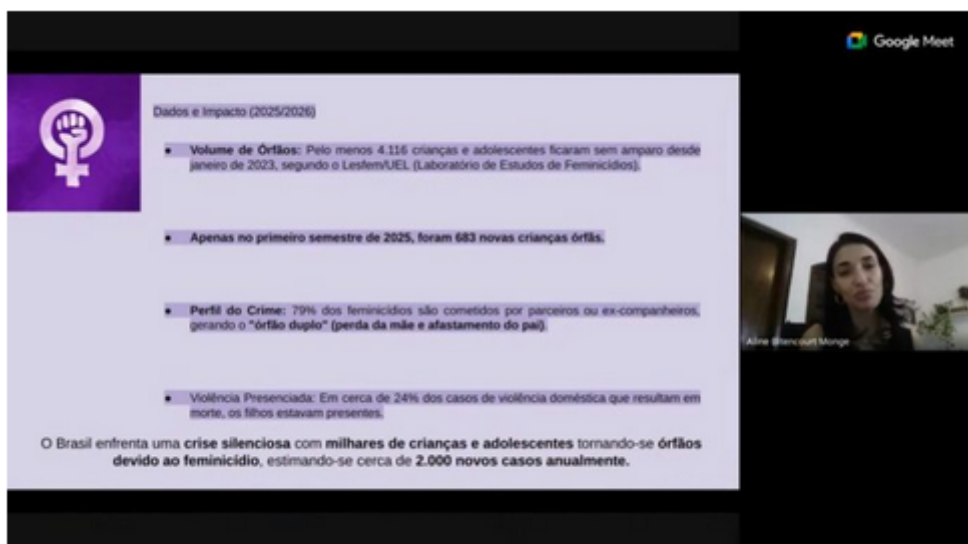 Google Meet
Dados e Impacto (2025/2026)
• Volume de Órfãos: Pelo menos 4.116 crianças e adolescentes ficaram sem amparo desde
janeiro de 2023, segundo o Lesfem/UEL (Laboratório de Estudos de Feminicídios).
• Apenas no primeiro semestre de 2025, foram 683 novas crianças órfãs.
• Perfil do Crime: 79% dos feminicídios são cometidos por parceiros ou ex-companheiros,
gerando o "órfão duplo" (perda da mãe e afastamento do pai).
• Violência Presenciada: Em cerca de 24% dos casos de violência doméstica que resultam em
morte, os filhos estavam presentes.
O Brasil enfrenta uma crise silenciosa com milhares de crianças e adolescentes tornando-se órfãos
devido ao feminicídio, estimando-se cerca de 2.000 novos casos anualmente.
Aline Bitencourt Monge